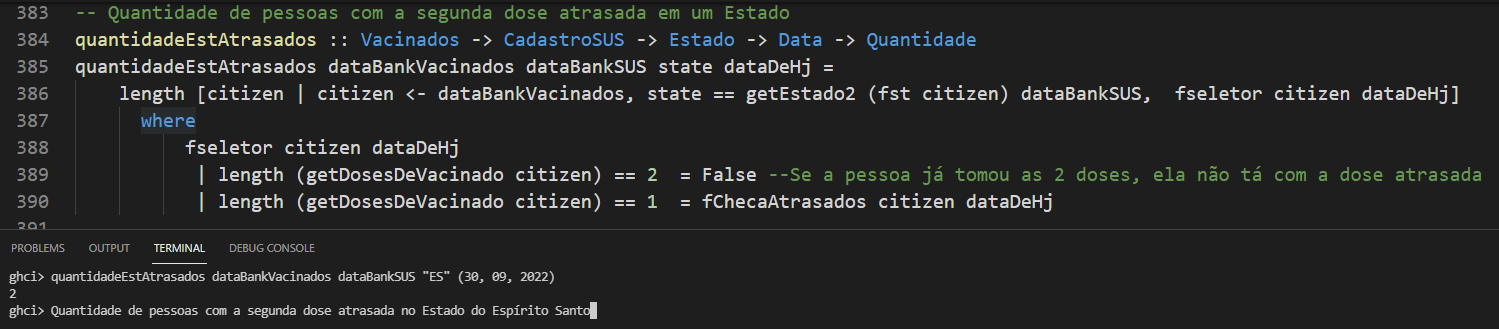 383 -- Quantidade de pessoas com a segunda dose atrasada em um Estado
384 quantidadeEstAtrasados :: Vacinados -> CadastroSUS -> Estado -> Data -> Quantidade
385 quantidadeEstAtrasados dataBankVacinados dataBankSUS state dataDeHj =
386 length [citizen | citizen <- dataBankVacinados, state == getEstado2 (fst citizen) dataBankSUS,  fseletor citizen dataDeHj]
387 where
388 fseletor citizen dataDeHj
389 | length (getDosesDeVacinado citizen) == 2  = False --Se a pessoa já tomou as 2 doses, ela não tá com a dose atrasada
390 | length (getDosesDeVacinado citizen) == 1  = fChecaAtrasados citizen dataDeHj
391
PROBLEMS OUTPUT TERMINAL DEBUG CONSOLE
ghci> quantidadeEstAtrasados dataBankVacinados dataBankSUS "ES" (30, 09, 2022)
2
ghci> Quantidade de pessoas com a segunda dose atrasada no Estado do Espírito Santo